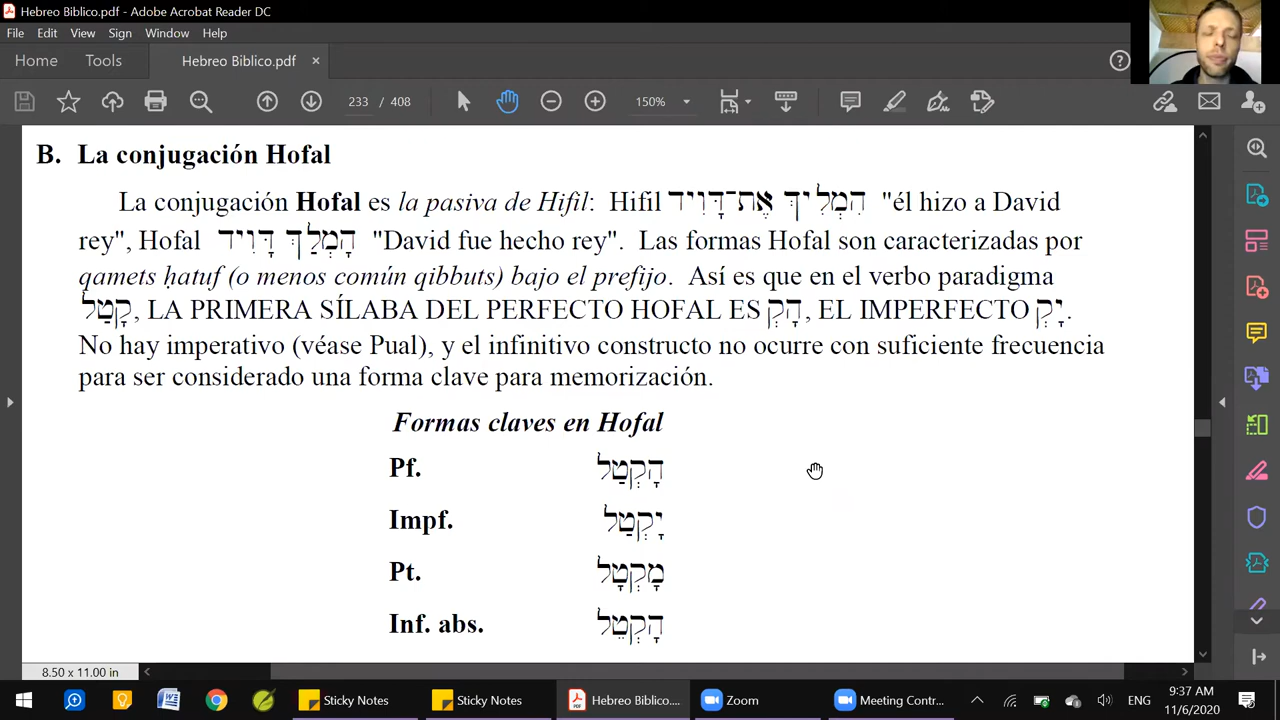 Hebreo Biblico.pdf - Adobe Acrobat Reader DC
File Edit View Sign Window Help
Home Tools Hebreo Biblico.pdf ×
233 / 408 150%
B. La conjugación Hofal
La conjugación Hofal es la pasiva de Hifil: Hifil הִמְלִיךְ אֶת־דָּוִיד "él hizo a David
rey", Hofal הָמְלַךְ דָּוִיד "David fue hecho rey". Las formas Hofal son caracterizadas por
qamets ḥatuf (o menos común qibbuts) bajo el prefijo. Así es que en el verbo paradigma
קָטַל, LA PRIMERA SÍLABA DEL PERFECTO HOFAL ES הָקְ, EL IMPERFECTO יָקְ.
No hay imperativo (véase Pual), y el infinitivo constructo no ocurre con suficiente frecuencia
para ser considerado una forma clave para memorización.
Formas claves en Hofal
Pf. הָקְטַל
Impf. יָקְטַל
Pt. מָקְטָל
Inf. abs. הָקְטֵל
8.50 x 11.00 in
Sticky Notes Sticky Notes Hebreo Biblico.... Zoom Meeting Contr... ENG 9:37 AM
11/6/2020